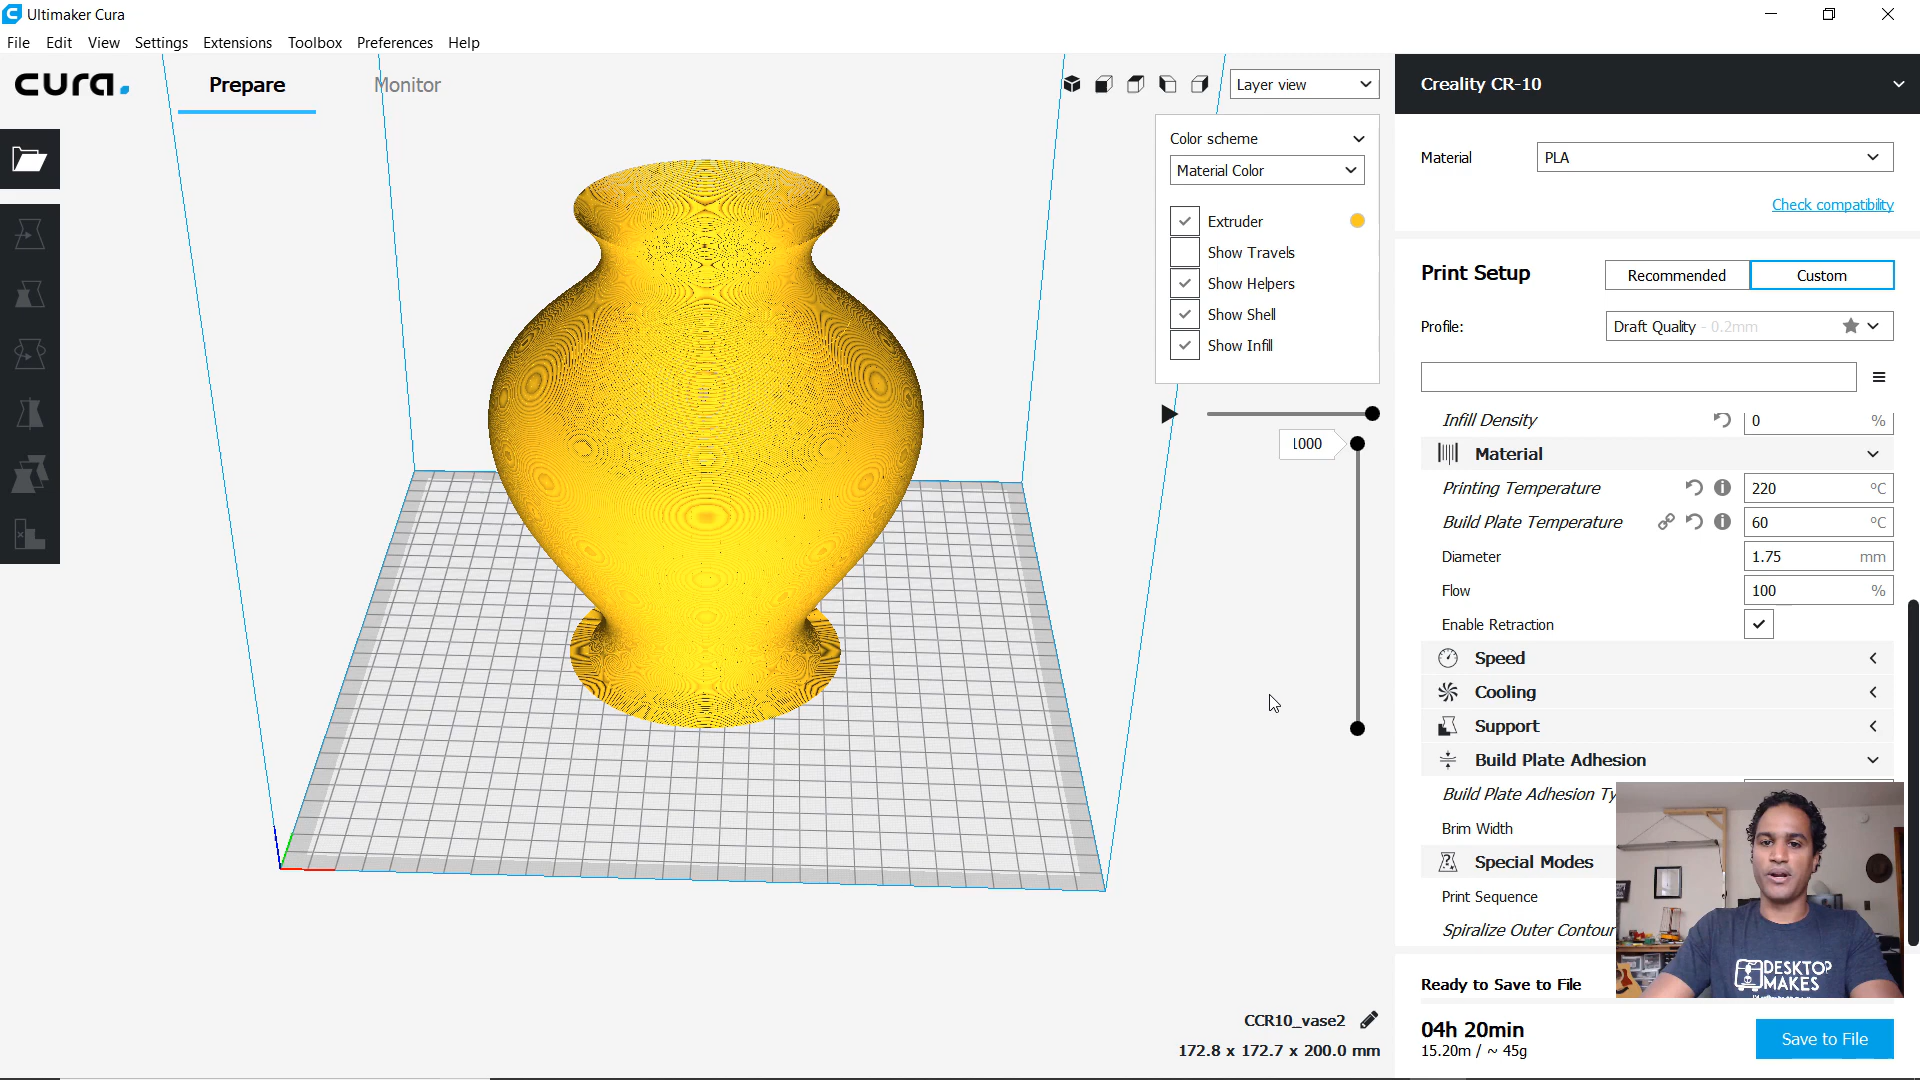 Ultimaker Cura
File Edit View Settings Extensions Toolbox Preferences Help
cura.
Prepare
Monitor
Layer view
Color scheme
Material Color
Extruder
Show Travels
Show Helpers
Show Shell
Show Infill
1000
Creality CR-10
Material
PLA
Check compatibility
Print Setup
Recommended
Custom
Profile:
Draft Quality - 0.2mm
Infill Density
0 %
Material
Printing Temperature
220 °C
Build Plate Temperature
60 °C
Diameter
1.75 mm
Flow
100 %
Enable Retraction
Speed
Cooling
Support
Build Plate Adhesion
Build Plate Adhesion Ty
Brim Width
Special Modes
Print Sequence
Spiralize Outer Contour
DESKTOP
MAKES
Ready to Save to File
04h 20min
15.20m / ~ 45g
Save to File
CCR10_vase2
172.8 x 172.7 x 200.0 mm